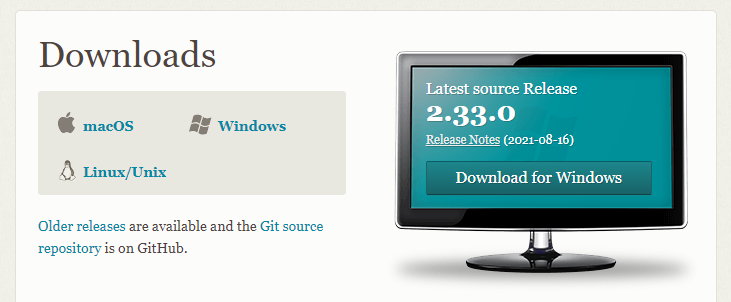 Downloads
macOS
Windows
Linux/Unix
Older releases are available and the Git source
repository is on GitHub.
Latest source Release
2.33.0
Release Notes (2021-08-16)
Download for Windows